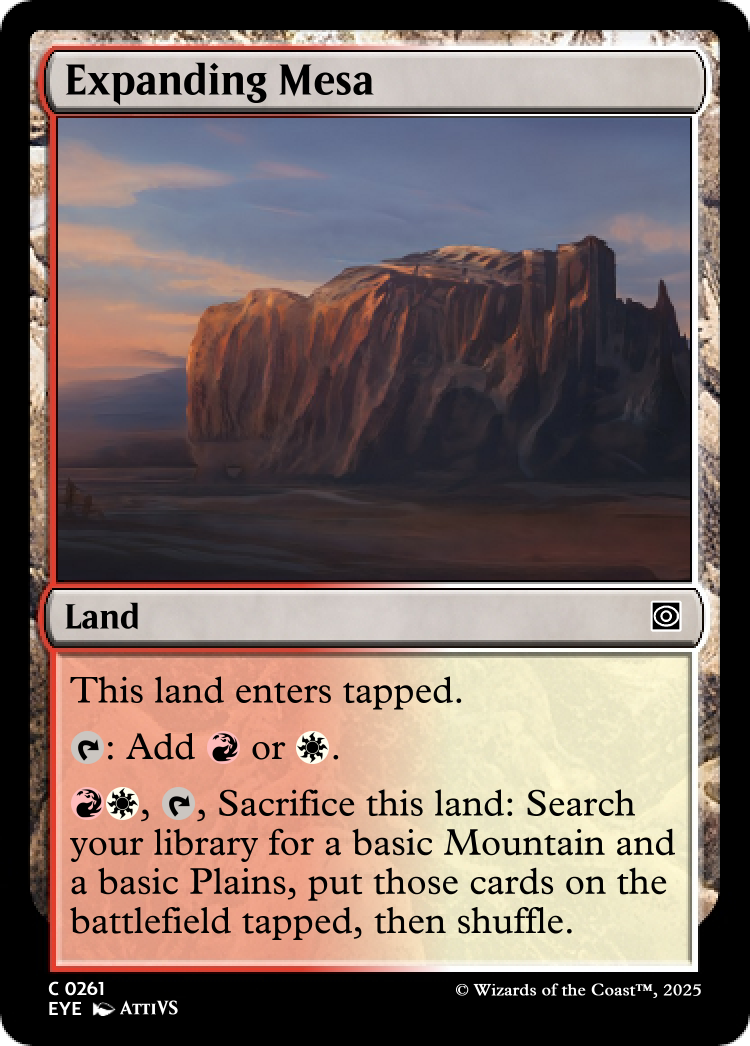 Expanding Mesa
Land
This land enters tapped.
: Add or .
, , Sacrifice this land: Search
your library for a basic Mountain and
a basic Plains, put those cards on the
battlefield tapped, then shuffle.
C 0261
EYE AttiVS
© Wizards of the Coast™, 2025